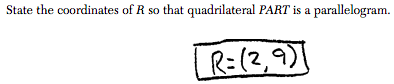 State the coordinates of R so that quadrilateral PART is a parallelogram.
R=(2,9)